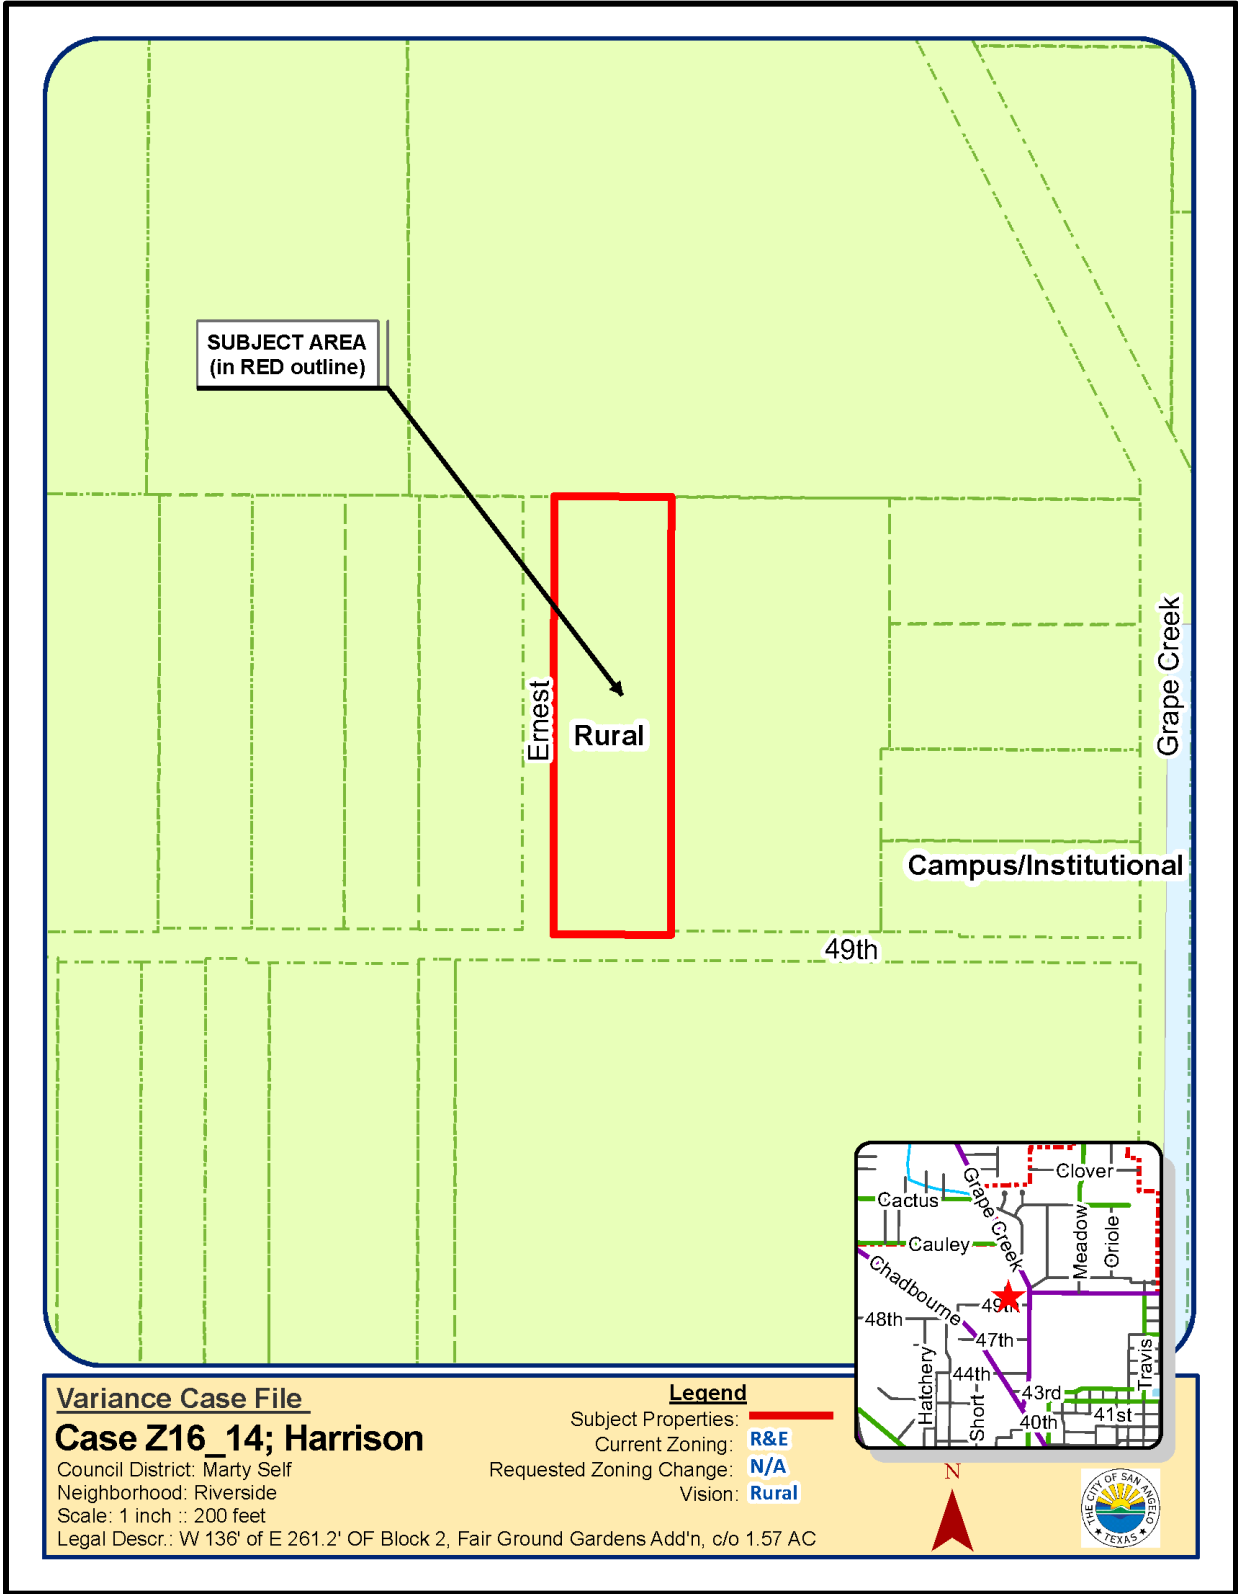 SUBJECT AREA
(in RED outline)
Grape Creek
Ernest
Rural
Campus/Institutional
49th
Clover
Cactus
Grape Creek
Meadow
Oriole
Cauley
Chadbourne
49th
48th
47th
Hatchery
Short
44th
43rd
40th
41st
Travis
Variance Case File
Case Z16_14; Harrison
Council District: Marty Self
Neighborhood: Riverside
Scale: 1 inch :: 200 feet
Legal Descr.: W 136' of E 261.2' OF Block 2, Fair Ground Gardens Add'n, c/o 1.57 AC
Legend
Subject Properties:
Current Zoning: R&E
Requested Zoning Change: N/A
Vision: Rural
N
THE CITY OF SAN ANGELO
TEXAS